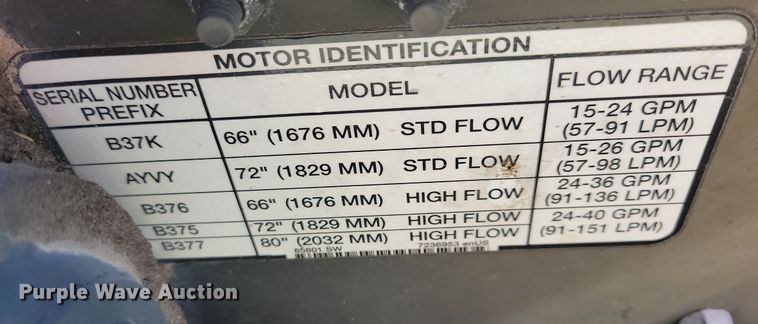 MOTOR IDENTIFICATION
SERIAL NUMBER PREFIX MODEL FLOW RANGE
B37K 66" (1676 MM) STD FLOW 15-24 GPM (57-91 LPM)
AYVY 72" (1829 MM) STD FLOW 15-26 GPM (57-98 LPM)
B376 66" (1676 MM) HIGH FLOW 24-36 GPM (91-136 LPM)
B375 72" (1829 MM) HIGH FLOW 24-40 GPM (91-151 LPM)
B377 80" (2032 MM) HIGH FLOW
85801 SW 7236953 enUS
Purple Wave Auction